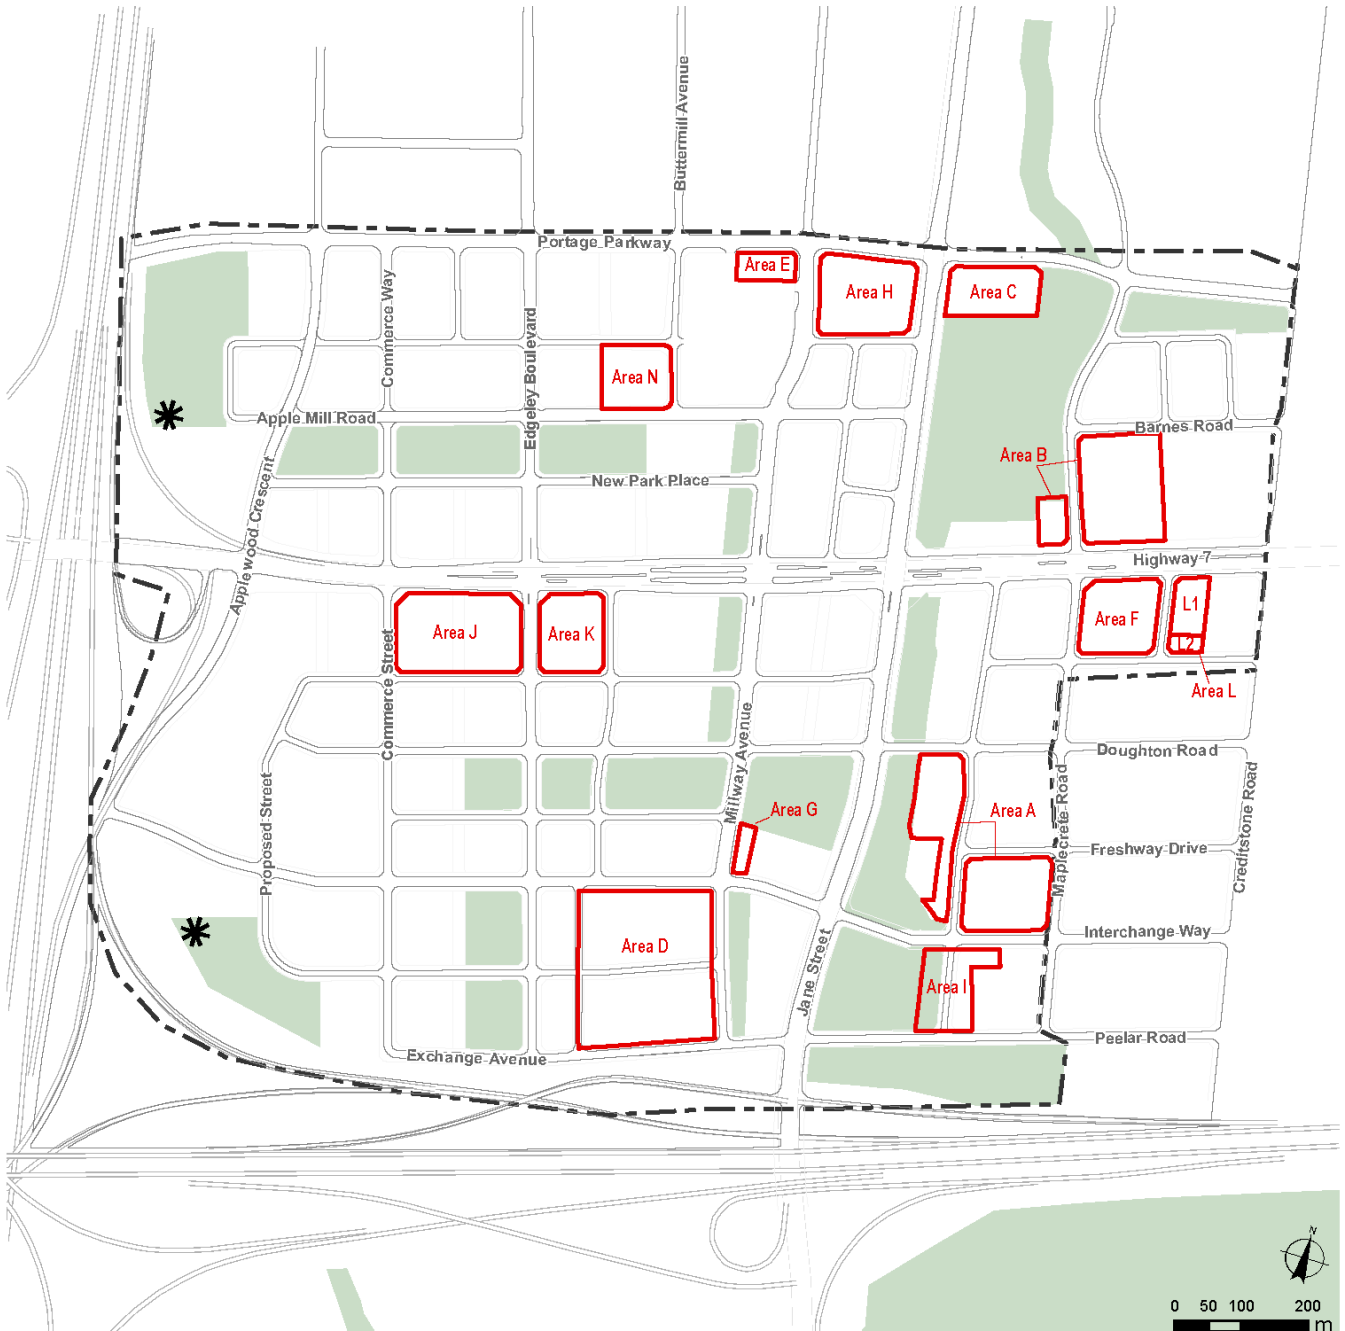 Buttermill Avenue
Portage Parkway
Area E
Area H
Area C
Commerce Way
Edgeley Boulevard
Area N
Apple Mill Road
Barnes Road
Area B
New Park Place
Applewood Crescent
Highway 7
L1
Area F
Area J
Area K
L2
Area L
Commerce Street
Millway Avenue
Doughton Road
Maplecrete Road
Creditstone Road
Proposed Street
Area G
Area A
Freshway Drive
Interchange Way
Area D
Jane Street
Area I
Peelar Road
Exchange Avenue
N
0 50 100 200
m